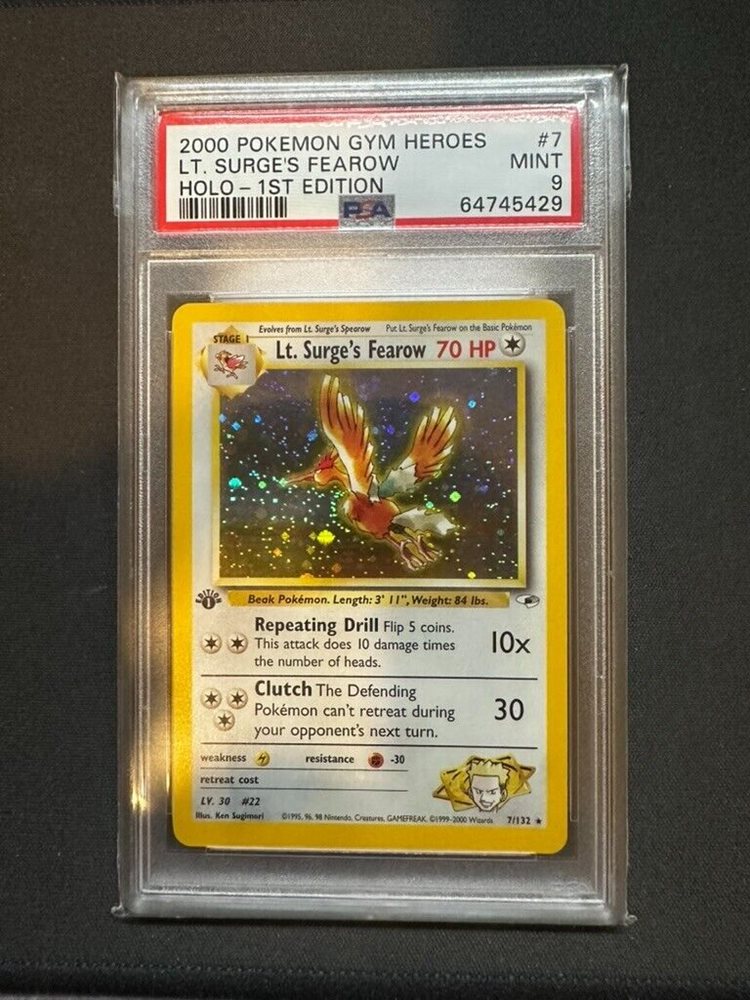 2000 POKEMON GYM HEROES #7
LT. SURGE'S FEAROW MINT
HOLO – 1ST EDITION 9
PSA 64745429
Evolves from Lt. Surge's Spearow Put Lt. Surge's Fearow on the Basic Pokémon
STAGE 1
Lt. Surge's Fearow 70 HP
EDITION 1
Beak Pokémon. Length: 3' 11", Weight: 84 lbs.
Repeating Drill Flip 5 coins.
This attack does 10 damage times 10x
the number of heads.
Clutch The Defending
Pokémon can't retreat during 30
your opponent's next turn.
weakness resistance -30
retreat cost
LV. 30 #22
Illus. Ken Sugimori ©1995, 96, 98 Nintendo, Creatures, GAMEFREAK. ©1999-2000 Wizards. 7/132 ★